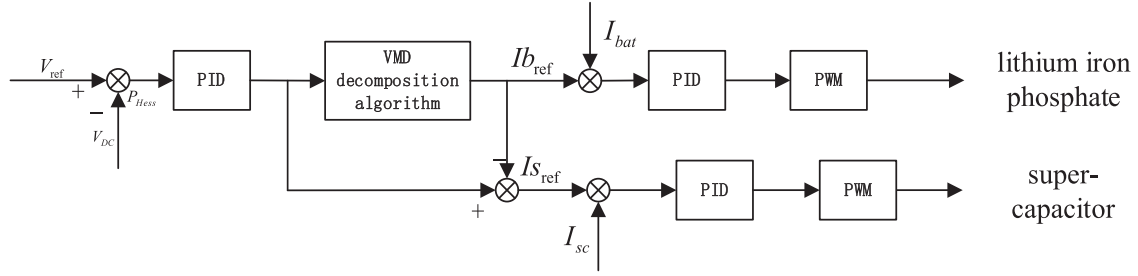 V_ref
+
−
V_DC
P_Hess
PID
VMD
decomposition
algorithm
Ib_ref
I_bat
PID
PWM
lithium iron
phosphate
−
+
Is_ref
I_sc
PID
PWM
super-
capacitor